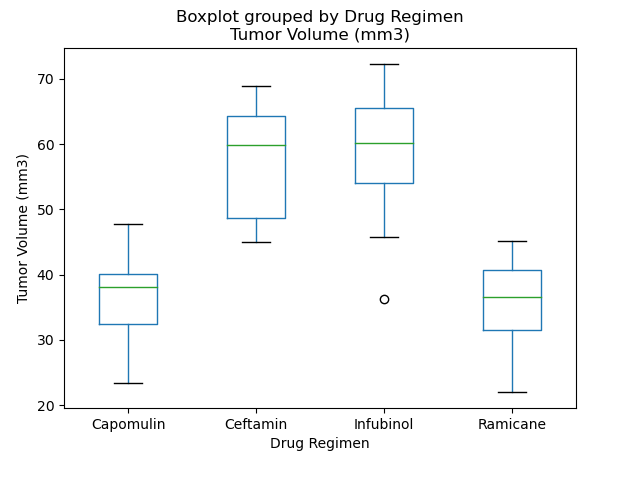 Boxplot grouped by Drug Regimen
Tumor Volume (mm3)
Tumor Volume (mm3)
70
60
50
40
30
20
Capomulin Ceftamin Infubinol Ramicane
Drug Regimen